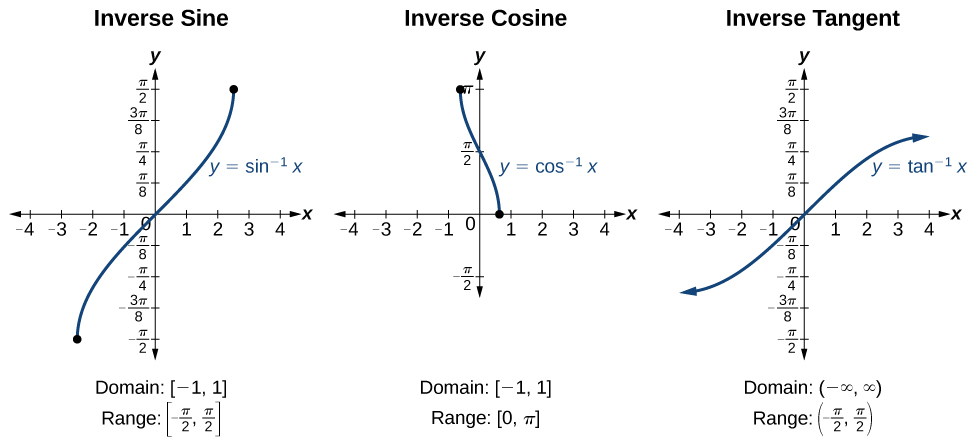 Inverse Sine
y
π/2
3π/8
π/4
π/8
y = sin⁻¹ x
x
−4 −3 −2 −1 0 1 2 3 4
−π/8
−π/4
−3π/8
−π/2
Domain: [−1, 1]
Range: [−π/2, π/2]
Inverse Cosine
y
π
π/2
y = cos⁻¹ x
x
−4 −3 −2 −1 0 1 2 3 4
−π/2
Domain: [−1, 1]
Range: [0, π]
Inverse Tangent
y
π/2
3π/8
π/4
π/8
y = tan⁻¹ x
x
−4 −3 −2 −1 0 1 2 3 4
−π/8
−π/4
−3π/8
−π/2
Domain: (−∞, ∞)
Range: (−π/2, π/2)